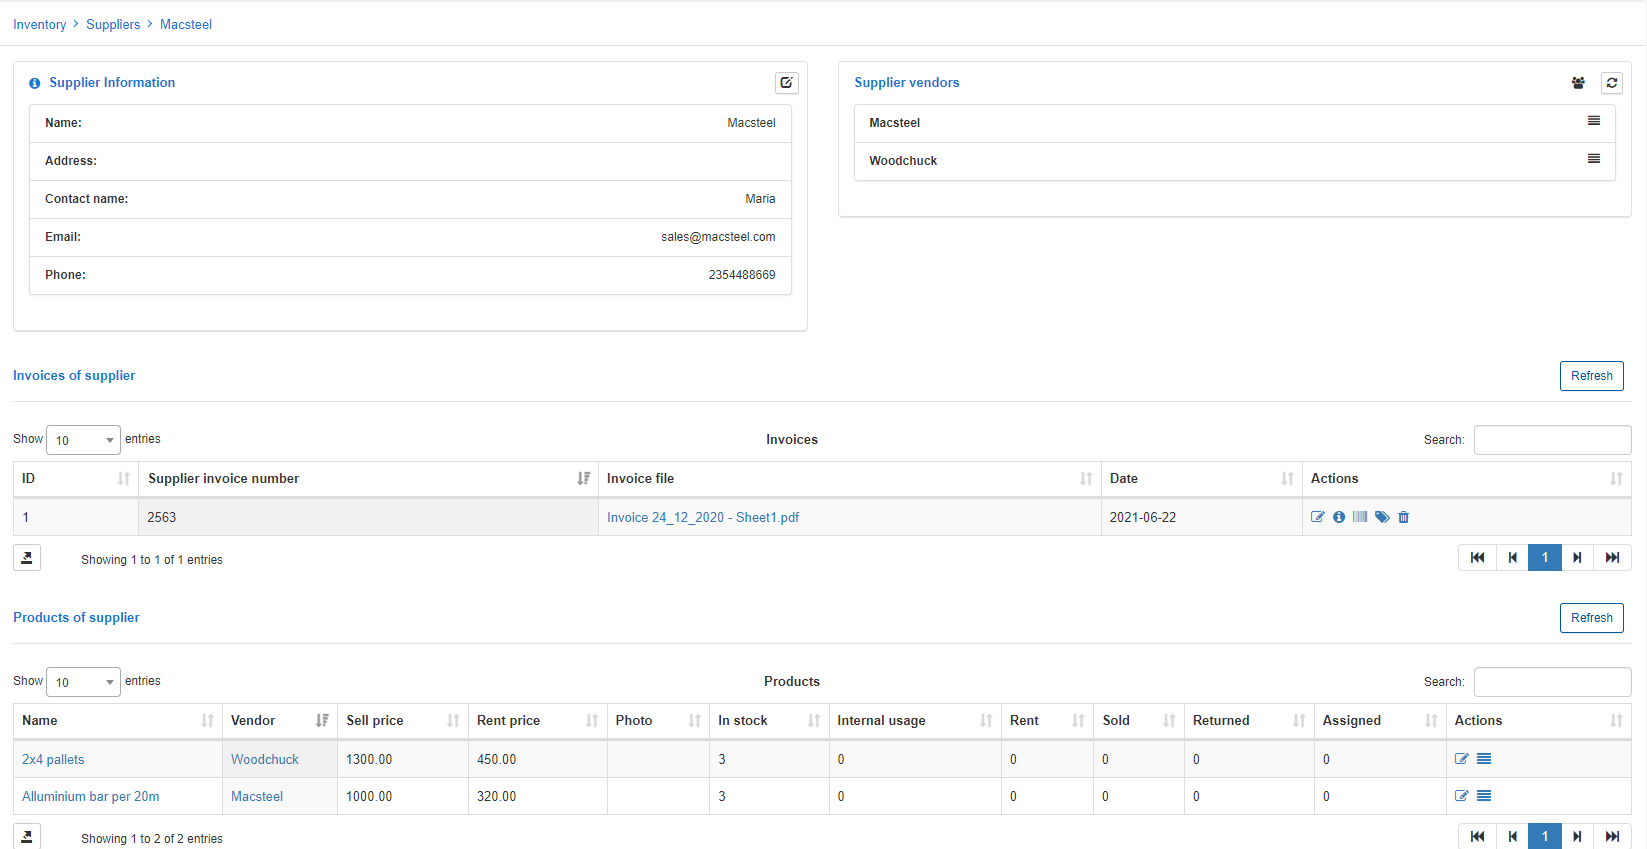 Inventory > Suppliers > Macsteel
Supplier Information
Name: Macsteel
Address:
Contact name: Maria
Email: sales@macsteel.com
Phone: 2354488669
Supplier vendors
Macsteel
Woodchuck
Invoices of supplier
Refresh
Show 10 entries
Invoices
Search:
ID Supplier invoice number Invoice file Date Actions
1 2563 Invoice 24_12_2020 - Sheet1.pdf 2021-06-22
Showing 1 to 1 of 1 entries
1
Products of supplier
Refresh
Show 10 entries
Products
Search:
Name Vendor Sell price Rent price Photo In stock Internal usage Rent Sold Returned Assigned Actions
2x4 pallets Woodchuck 1300.00 450.00 3 0 0 0 0 0
Alluminium bar per 20m Macsteel 1000.00 320.00 3 0 0 0 0 0
Showing 1 to 2 of 2 entries
1